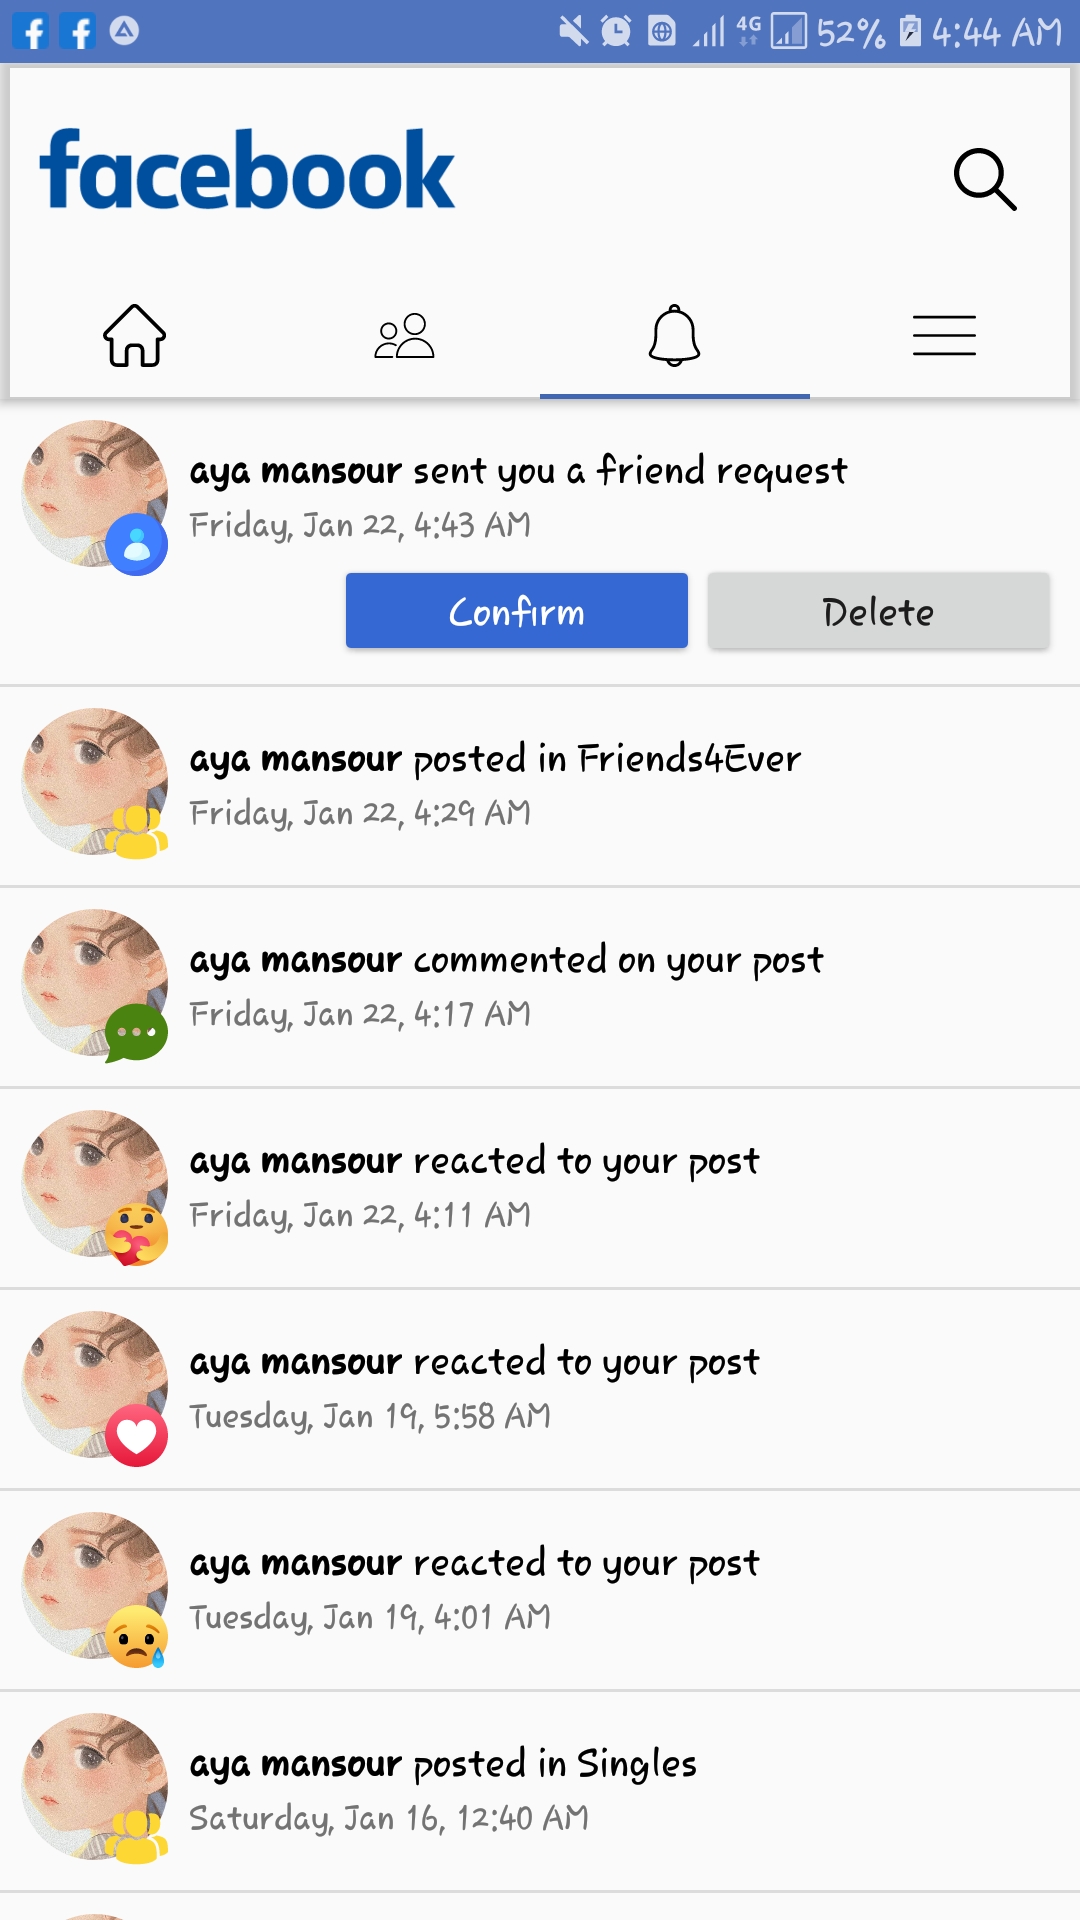 4G 52% 4:44 AM
facebook
aya mansour sent you a friend request
Friday, Jan 22, 4:43 AM
Confirm Delete
aya mansour posted in Friends4Ever
Friday, Jan 22, 4:29 AM
aya mansour commented on your post
Friday, Jan 22, 4:17 AM
aya mansour reacted to your post
Friday, Jan 22, 4:11 AM
aya mansour reacted to your post
Tuesday, Jan 19, 5:58 AM
aya mansour reacted to your post
Tuesday, Jan 19, 4:01 AM
aya mansour posted in Singles
Saturday, Jan 16, 12:40 AM